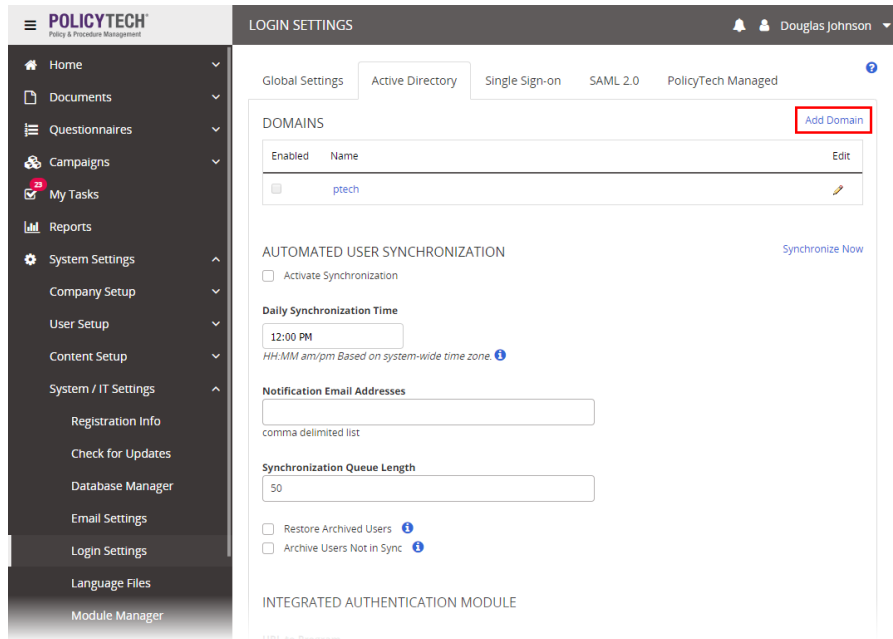 POLICYTECH
Policy & Procedure Management
LOGIN SETTINGS
Douglas Johnson
Home
Documents
Questionnaires
Campaigns
23
My Tasks
Reports
System Settings
Company Setup
User Setup
Content Setup
System / IT Settings
Registration Info
Check for Updates
Database Manager
Email Settings
Login Settings
Language Files
Module Manager
Global Settings Active Directory Single Sign-on SAML 2.0 PolicyTech Managed
DOMAINS Add Domain
Enabled Name Edit
ptech
AUTOMATED USER SYNCHRONIZATION Synchronize Now
Activate Synchronization
Daily Synchronization Time
12:00 PM
HH:MM am/pm Based on system-wide time zone.
Notification Email Addresses
comma delimited list
Synchronization Queue Length
50
Restore Archived Users
Archive Users Not in Sync
INTEGRATED AUTHENTICATION MODULE